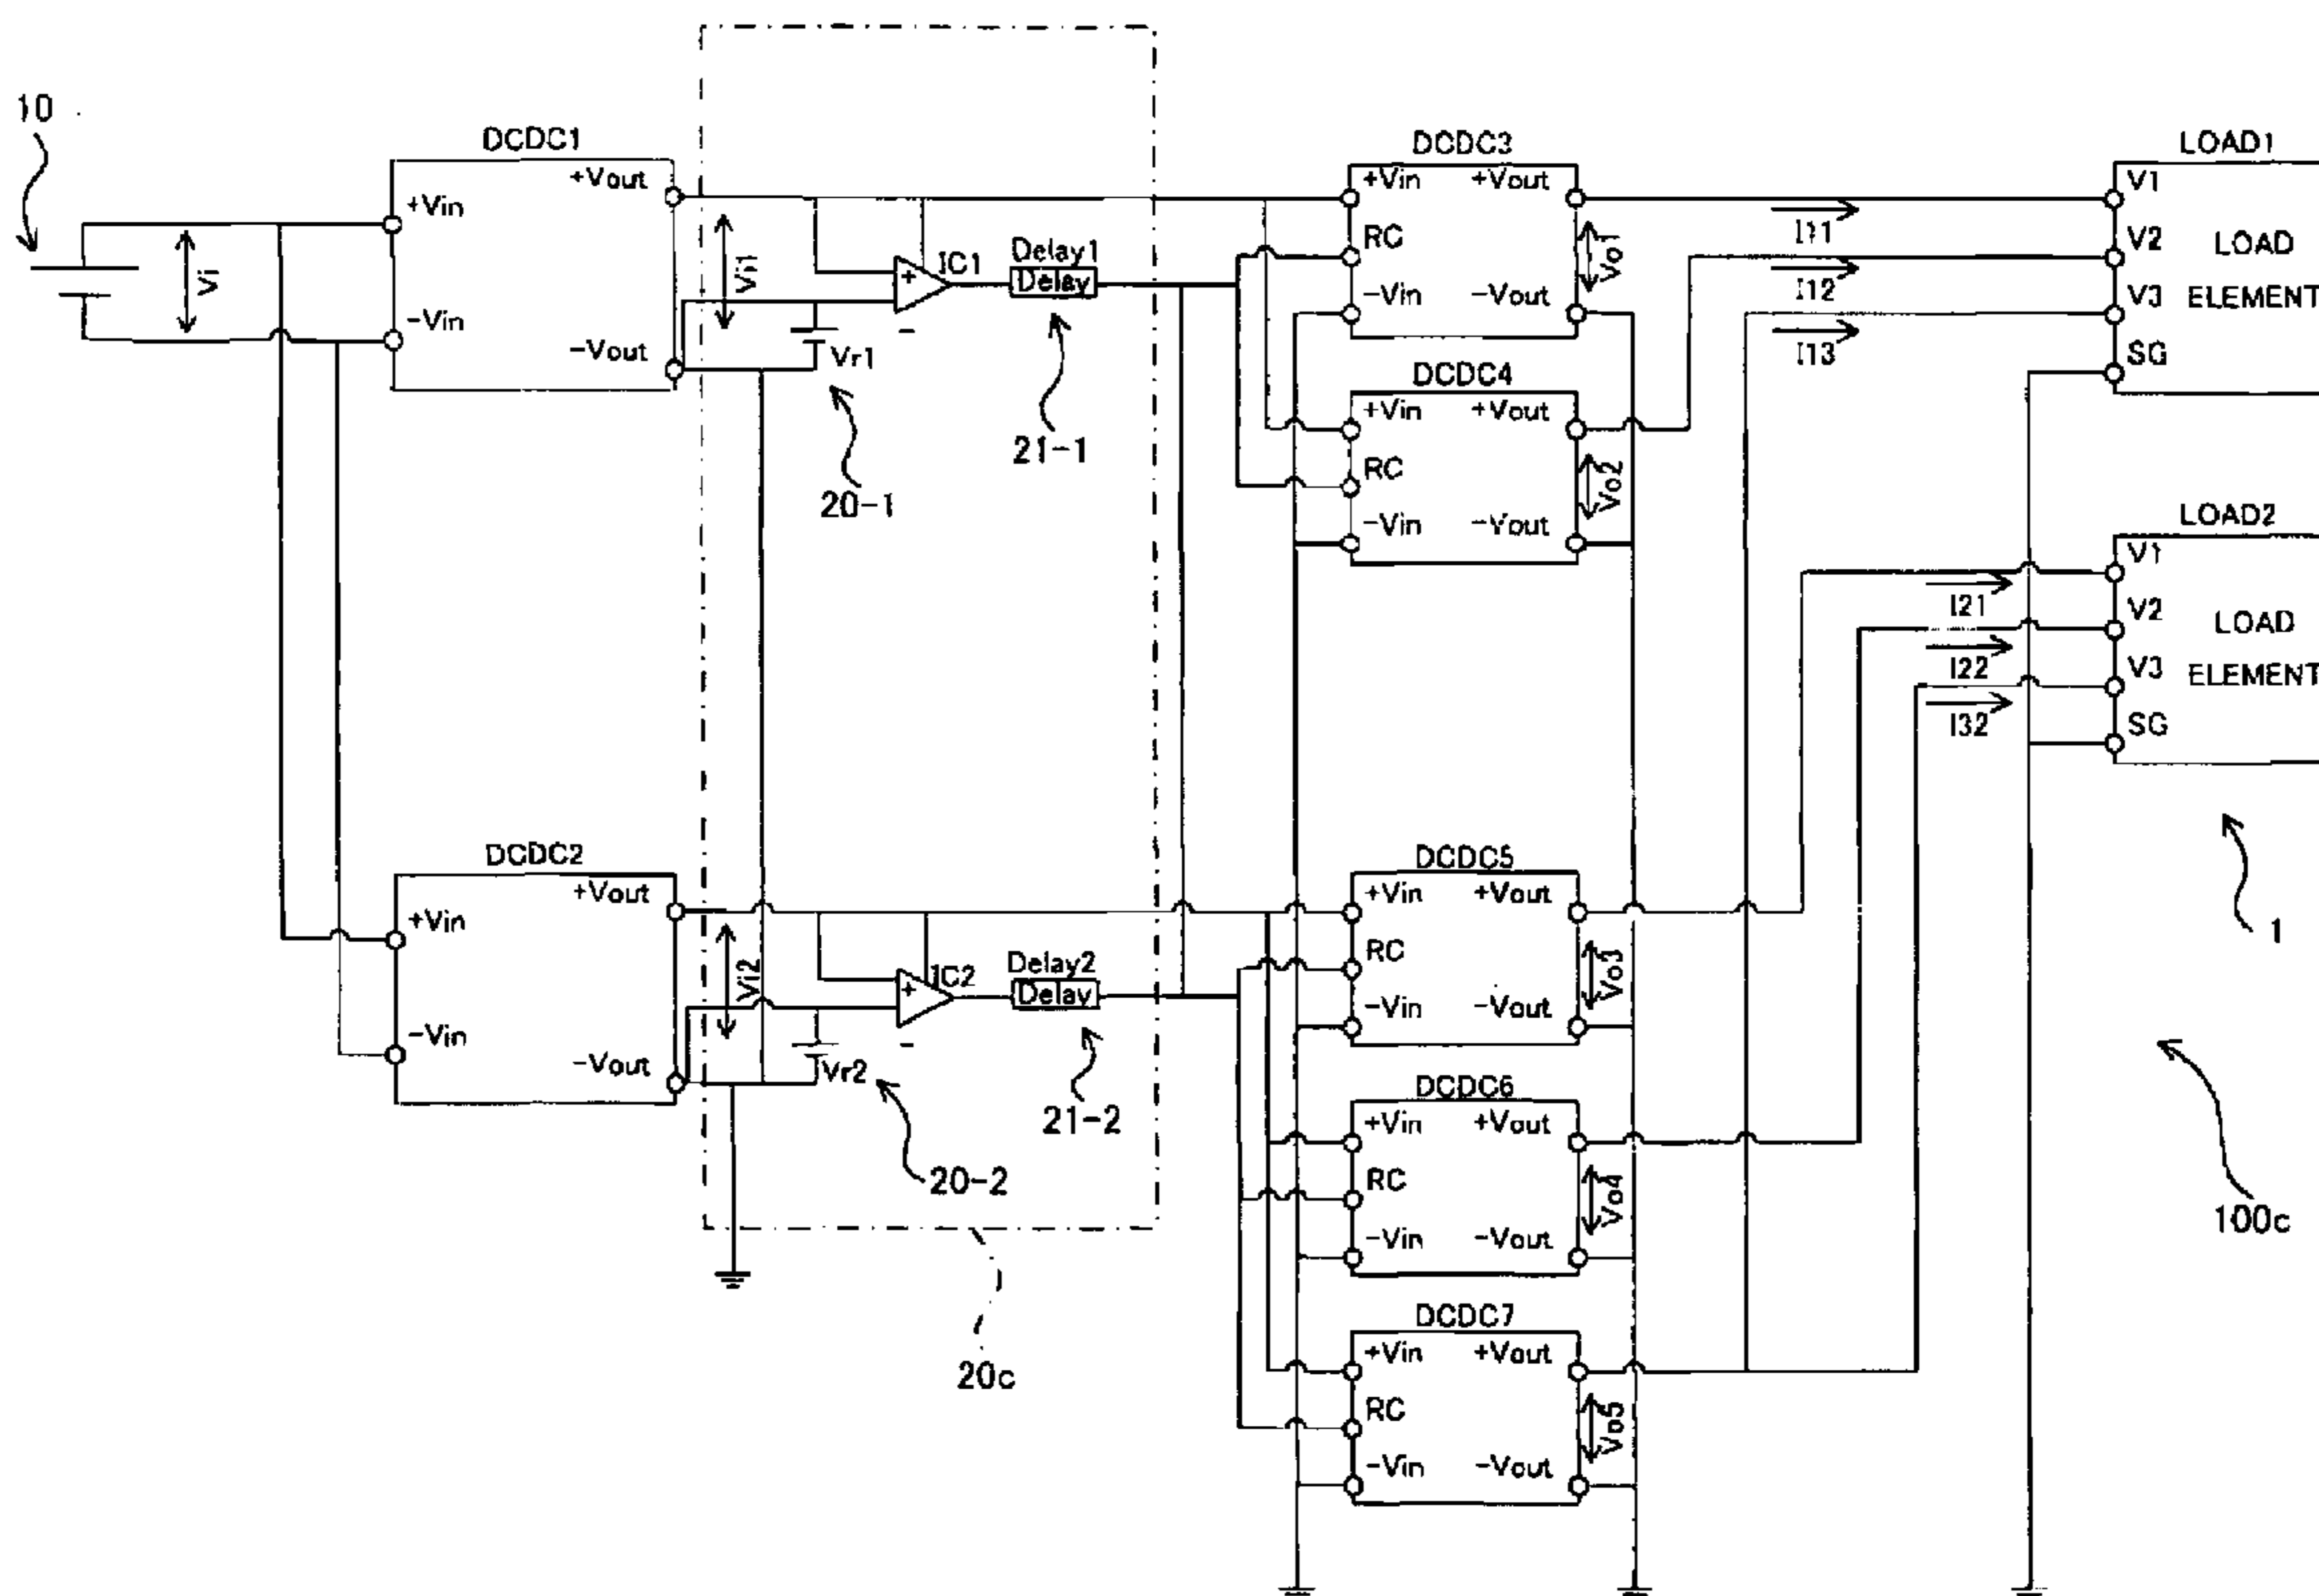 10
Vi
DCDC1
+Vin
-Vin
+Vout
-Vout
Vi1
IC1
+
-
Delay1
Delay
Vr1
20-1
21-1
DCDC3
+Vin
+Vout
RC
-Vin
-Vout
Vo1
DCDC4
+Vin
+Vout
RC
-Vin
-Vout
Vo2
I11
I12
I13
LOAD1
V1
V2
V3
SG
LOAD
ELEMENT
LOAD2
V1
V2
V3
SG
LOAD
ELEMENT
I21
I22
I32
1
DCDC2
+Vin
-Vin
+Vout
-Vout
Vi2
IC2
+
-
Delay2
Delay
Vr2
20-2
21-2
20c
DCDC5
+Vin
+Vout
RC
-Vin
-Vout
Vo3
DCDC6
+Vin
+Vout
RC
-Vin
-Vout
Vo4
DCDC7
+Vin
+Vout
RC
-Vin
-Vout
Vo5
100c